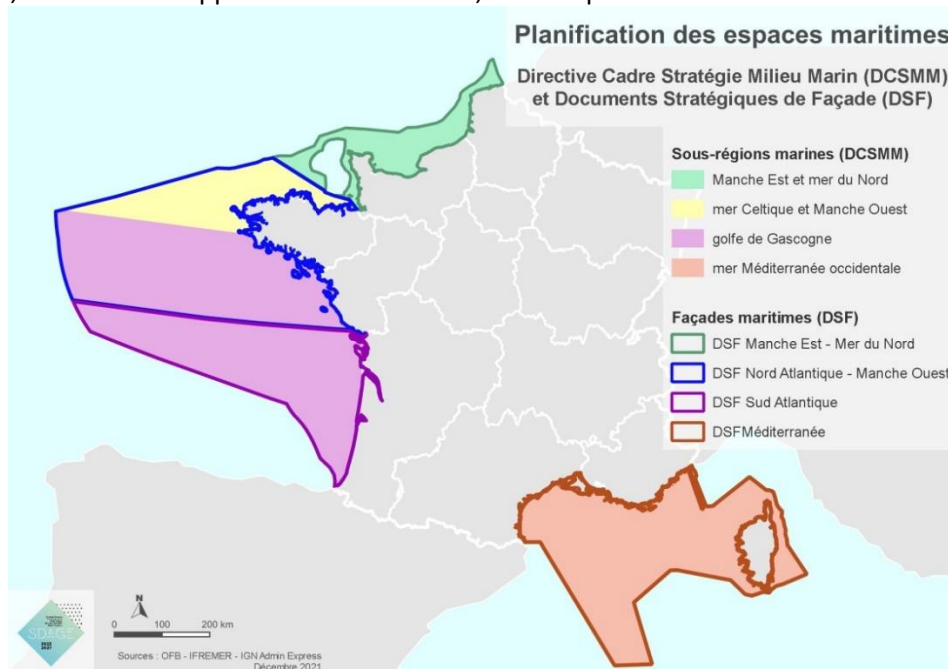 Planification des espaces maritimes
Directive Cadre Stratégie Milieu Marin (DCSMM)
et Documents Stratégiques de Façade (DSF)
Sous-régions marines (DCSMM)
Manche Est et mer du Nord
mer Celtique et Manche Ouest
golfe de Gascogne
mer Méditerranée occidentale
Façades maritimes (DSF)
DSF Manche Est - Mer du Nord
DSF Nord Atlantique - Manche Ouest
DSF Sud Atlantique
DSFMéditerranée
N
0 100 200 km
SDAGE
2022
2027
Sources : OFB - IFREMER - IGN Admin Express
Décembre 2021